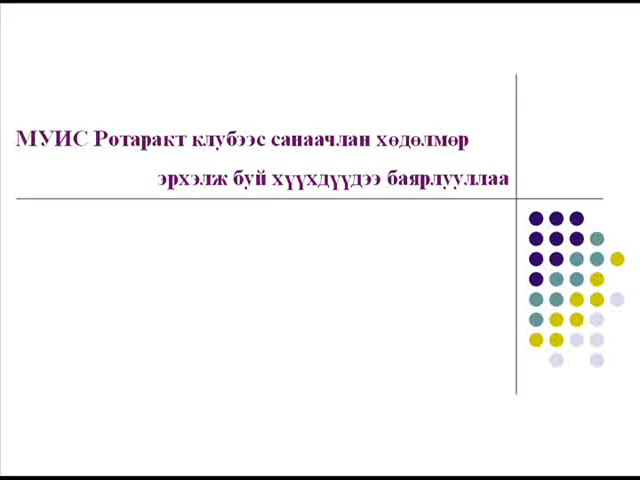 МУИС Ротаракт клубээс санаачлан хөдөлмөр
эрхэлж буй хүүхдүүдээ баярлууллаа